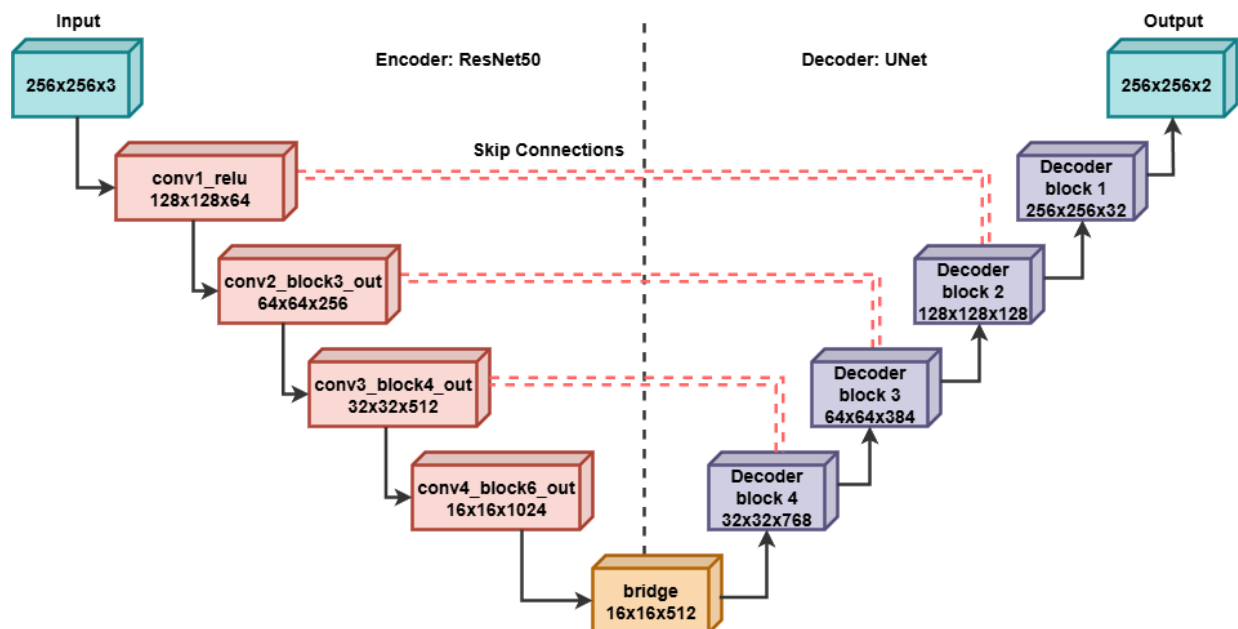 Input
Output
Encoder: ResNet50
Decoder: UNet
256x256x3
256x256x2
Skip Connections
conv1_relu
128x128x64
Decoder
block 1
256x256x32
conv2_block3_out
64x64x256
Decoder
block 2
128x128x128
conv3_block4_out
32x32x512
Decoder
block 3
64x64x384
conv4_block6_out
16x16x1024
Decoder
block 4
32x32x768
bridge
16x16x512